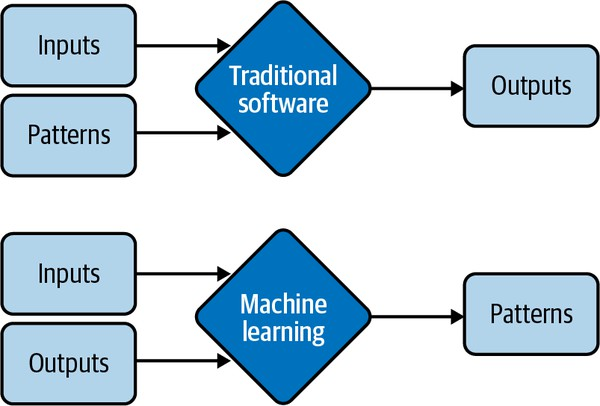 Inputs
Patterns
Traditional
software
Outputs
Inputs
Outputs
Machine
learning
Patterns